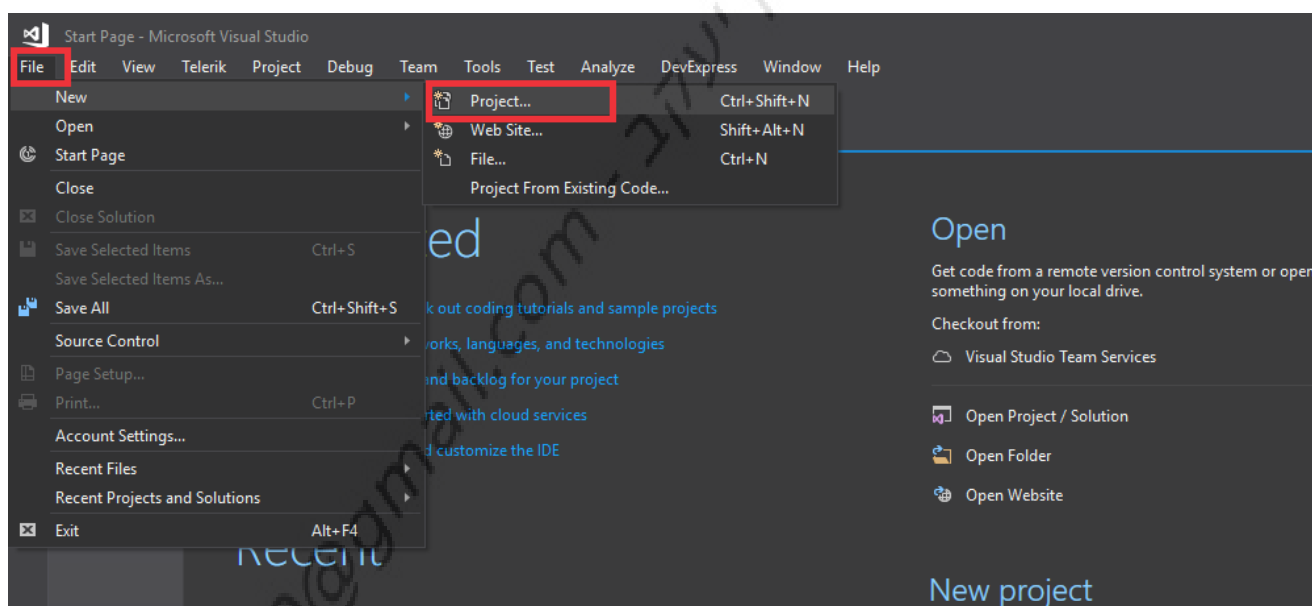 Start Page - Microsoft Visual Studio
File Edit View Telerik Project Debug Team Tools Test Analyze DevExpress Window Help
New
Project... Ctrl+Shift+N
Open
Web Site... Shift+Alt+N
Start Page
File... Ctrl+N
Close
Project From Existing Code...
Close Solution
Save Selected Items Ctrl+S
Save Selected Items As...
Save All Ctrl+Shift+S
Source Control
Page Setup...
Print... Ctrl+P
Account Settings...
Recent Files
Recent Projects and Solutions
Exit Alt+F4
ed
k out coding tutorials and sample projects
works, languages, and technologies
and backlog for your project
rted with cloud services
d customize the IDE
Recent
Open
Get code from a remote version control system or open
something on your local drive.
Checkout from:
Visual Studio Team Services
Open Project / Solution
Open Folder
Open Website
New project
@gmail.com -